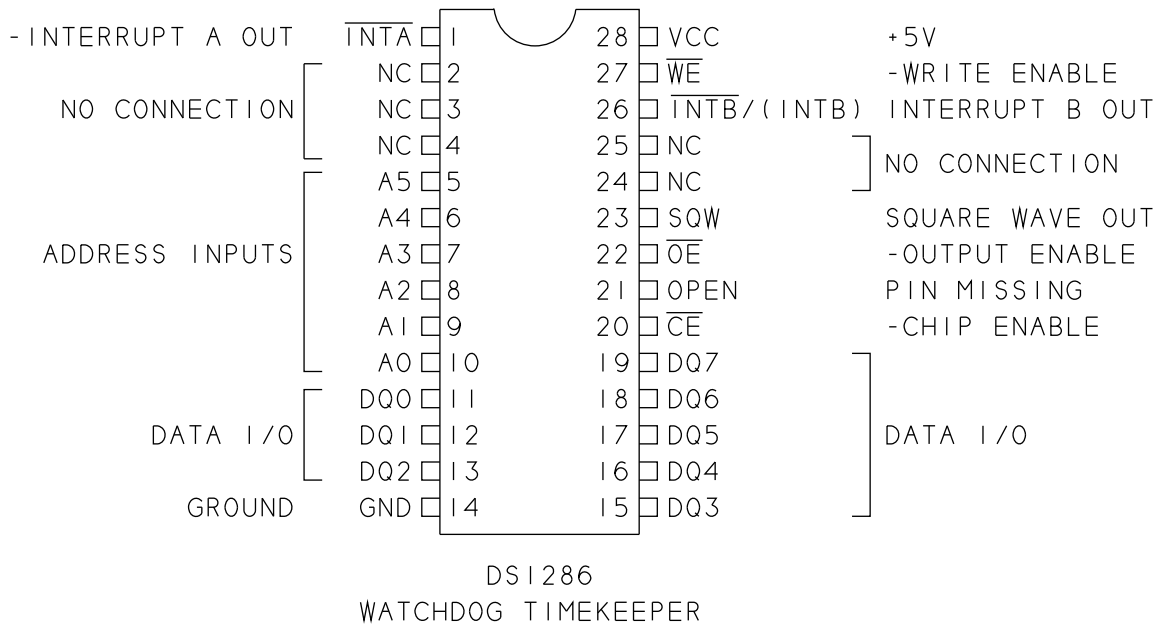 -INTERRUPT A OUT INTA 1 28 VCC +5V
NC 2 27 WE -WRITE ENABLE
NO CONNECTION NC 3 26 INTB/(INTB) INTERRUPT B OUT
NC 4 25 NC
NO CONNECTION
A5 5 24 NC
A4 6 23 SQW SQUARE WAVE OUT
ADDRESS INPUTS A3 7 22 OE -OUTPUT ENABLE
A2 8 21 OPEN PIN MISSING
A1 9 20 CE -CHIP ENABLE
A0 10 19 DQ7
DQ0 11 18 DQ6
DATA I/O DQ1 12 17 DQ5 DATA I/O
DQ2 13 16 DQ4
GROUND GND 14 15 DQ3
DS1286
WATCHDOG TIMEKEEPER